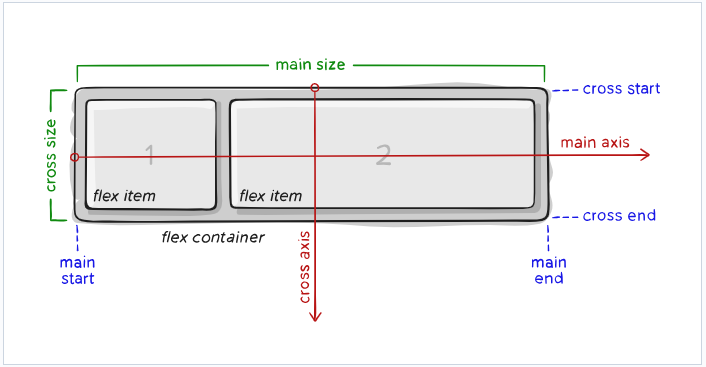 main size
cross start
cross size
main axis
1
2
flex item
flex item
cross end
flex container
cross axis
main
start
main
end